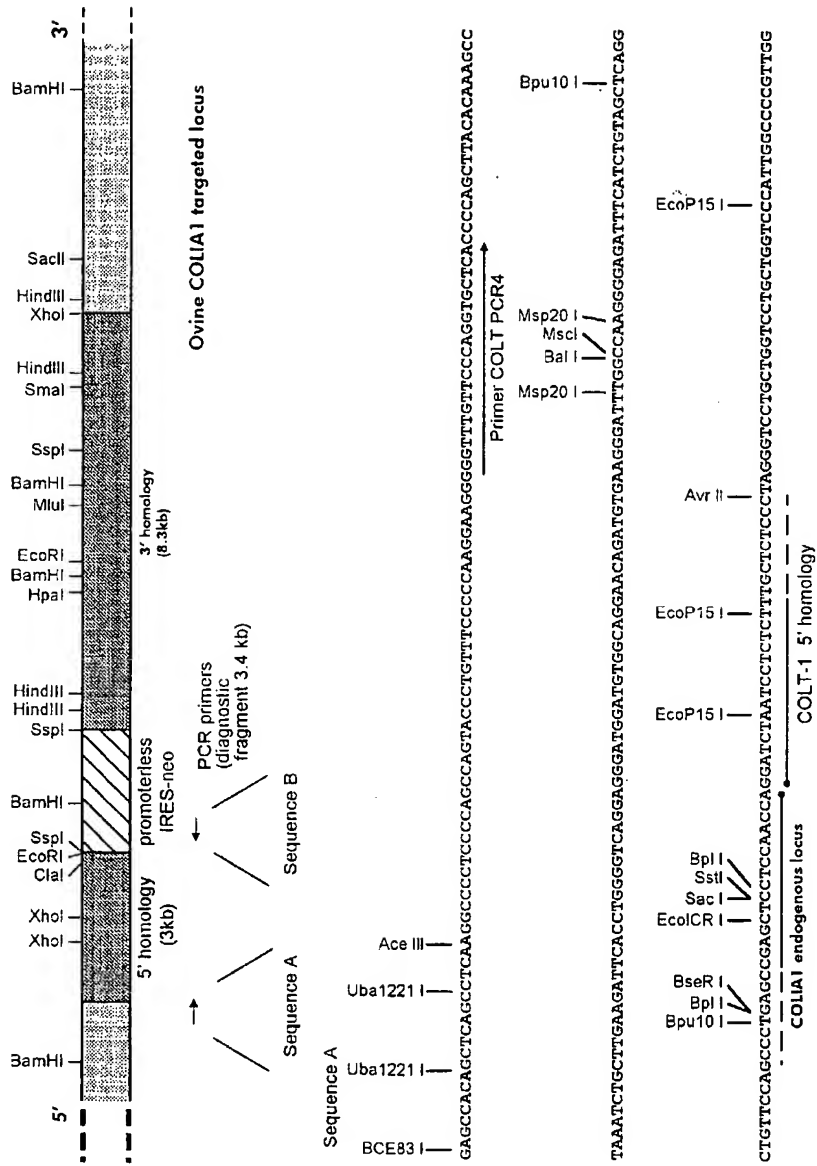 5'
3'
BamHI
XhoI
XhoI
ClaI
EcoRI
SspI
BamHI
SspI
HindIII
HindIII
HpaI
BamHI
EcoRI
MluI
BamHI
SspI
SmaI
HindIII
XhoI
HindIII
SacII
BamHI
5' homology
(3kb)
promoterless
IRES-neo
3' homology
(8.3kb)
Ovine COLIA1 targeted locus
PCR primers
(diagnostic
fragment 3.4 kb)
Sequence A
Sequence B
Sequence A
BCE83 I
Uba1221 I
Uba1221 I
Ace III
GAGCCACAGCTCAGCCTCAAGGCCCCTCCCCAGCCAGTACCCTGTTTCCCCCAAGGAAGGGGGTTTGTTCCCAGGTGCTCACCCCAGCTTACACAAAGCC
Primer COLT PCR4
Msp20 I
Bal I
MscI
Msp20 I
Bpu10 I
TAAATCTGCTTGAAGATTCACCTGGGGTCAGGAGGGATGGATGTGGCAGGAACAGATGTGAAGGGATTTGGCCAAGGGGAGATTTCATCTGTAGCTCAGG
Bpu10 I
Bpl I
BseR I
EcoICR I
Sac I
SstI
Bpl I
EcoP15 I
EcoP15 I
Avr II
EcoP15 I
CTGTTCCAGCCCTGAGCCGAGCTCCTCCAACCAGGATCTAATCCTCTCTTTGCTCTCCCTAGGGTCCTGCTGGTCCTGCTGGTCCCATTGGCCCCGTTGG
COLIA1 endogenous locus
COLT-1 5' homology